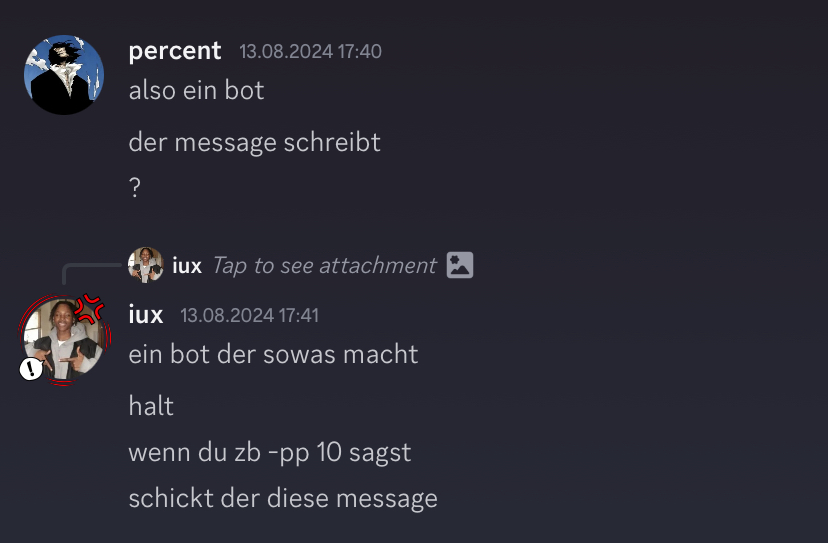 percent 13.08.2024 17:40
also ein bot
der message schreibt
?
iux Tap to see attachment
iux 13.08.2024 17:41
ein bot der sowas macht
halt
wenn du zb -pp 10 sagst
schickt der diese message